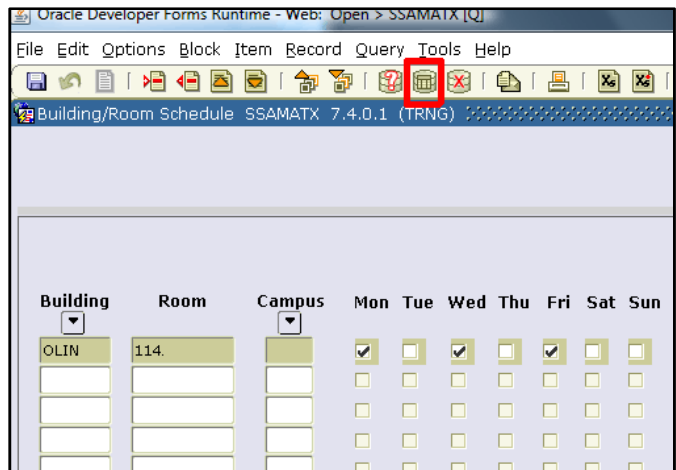 Oracle Developer Forms Runtime - Web: Open > SSAMATX [Q]
File Edit Options Block Item Record Query Tools Help
Building/Room Schedule SSAMATX 7.4.0.1 (TRNG)
Building Room Campus Mon Tue Wed Thu Fri Sat Sun
OLIN 114.